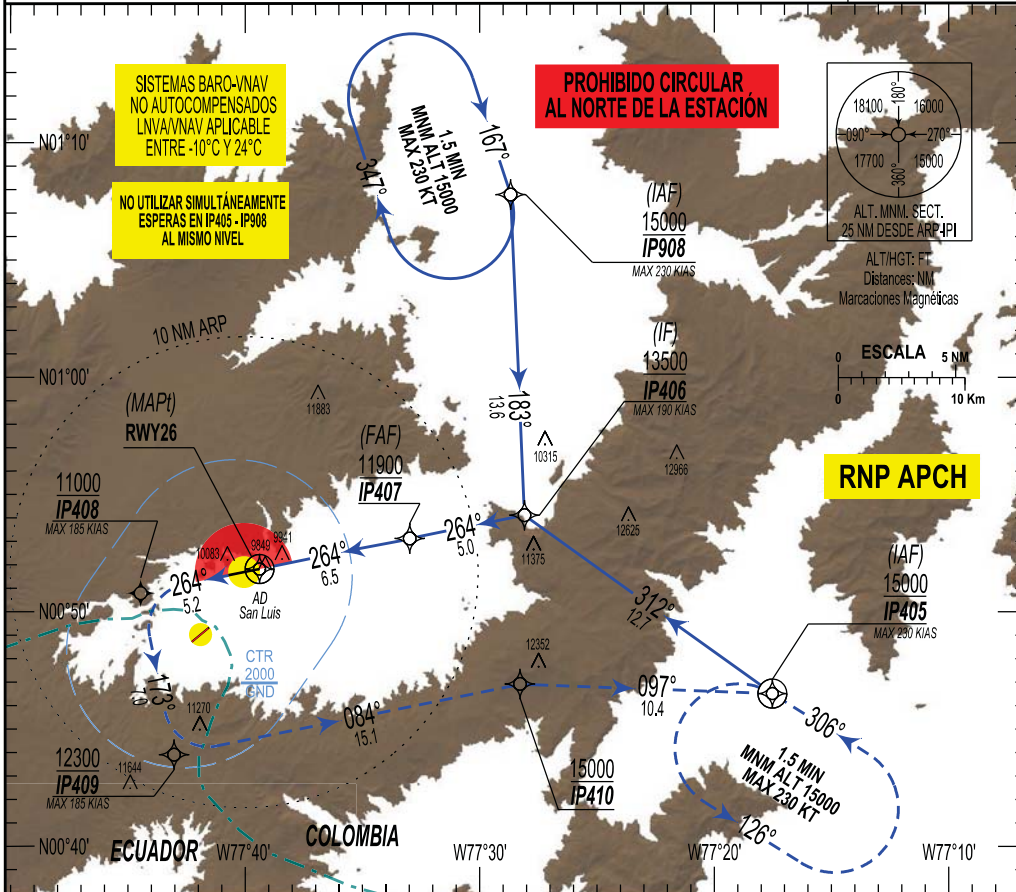 SISTEMAS BARO-VNAV
NO AUTOCOMPENSADOS
LNVA/VNAV APLICABLE
ENTRE -10°C Y 24°C
NO UTILIZAR SIMULTÁNEAMENTE
ESPERAS EN IP405 - IP908
AL MISMO NIVEL
PROHIBIDO CIRCULAR
AL NORTE DE LA ESTACIÓN
18100
180°
16000
090°
270°
17700
360°
15000
ALT. MNM. SECT.
25 NM DESDE ARP-IPI
ALT/HGT: FT
Distances: NM
Marcaciones Magnéticas
ESCALA
0
5 NM
0
10 Km
RNP APCH
N01°10'
N01°00'
N00°50'
N00°40'
W77°40'
W77°30'
W77°20'
W77°10'
347°
167°
1.5 MIN
MNM ALT 15000
MAX 230 KT
(IAF)
15000
IP908
MAX 230 KIAS
183°
13.6
(IF)
13500
IP406
MAX 190 KIAS
10 NM ARP
11883
10315
12966
12625
11375
(MAPt)
RWY26
(FAF)
11900
IP407
11000
IP408
MAX 185 KIAS
10083
9849
9941
264°
5.2
264°
6.5
264°
5.0
AD
San Luis
312°
12.7
(IAF)
15000
IP405
MAX 230 KIAS
CTR
2000
GND
12352
173°
7.0
11270
084°
15.1
097°
10.4
306°
126°
1.5 MIN
MNM ALT 15000
MAX 230 KT
12300
IP409
MAX 185 KIAS
11644
15000
IP410
ECUADOR
COLOMBIA